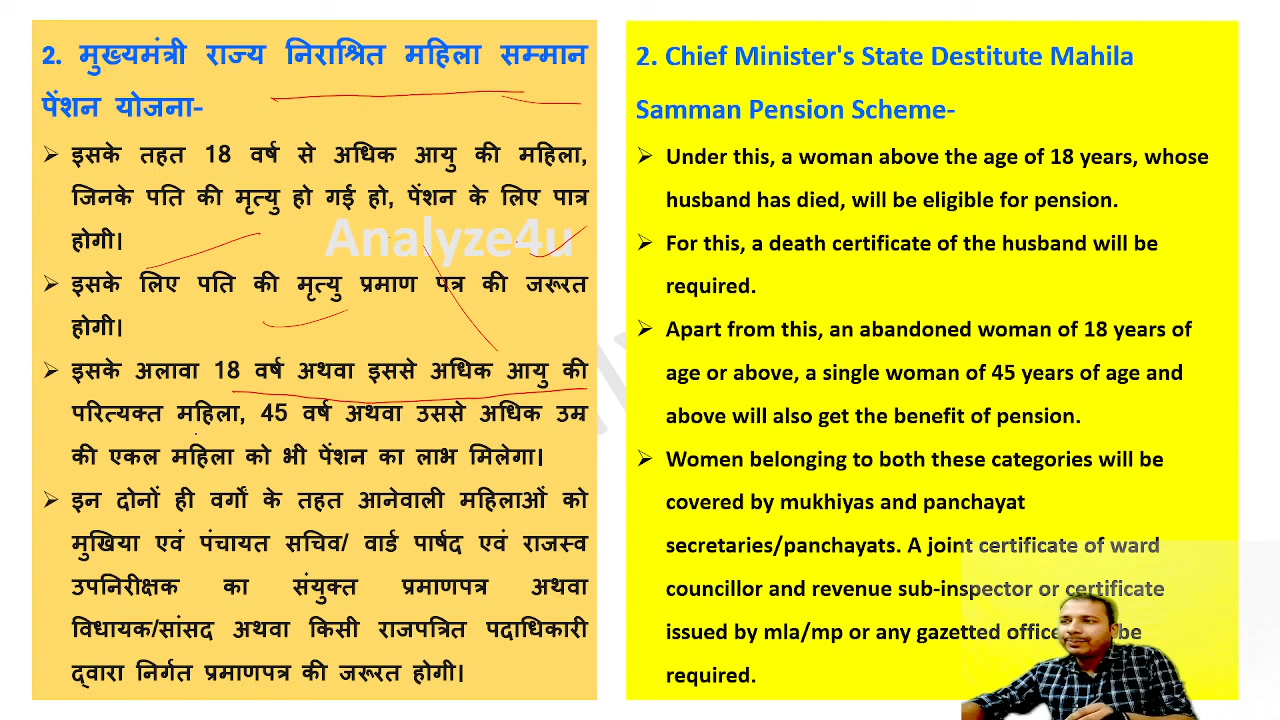 2. मुख्यमंत्री राज्य निराश्रित महिला सम्मान
पेंशन योजना-
➢ इसके तहत 18 वर्ष से अधिक आयु की महिला,
जिनके पति की मृत्यु हो गई हो, पेंशन के लिए पात्र
होगी।
➢ इसके लिए पति की मृत्यु प्रमाण पत्र की जरूरत
होगी।
➢ इसके अलावा 18 वर्ष अथवा इससे अधिक आयु की
परित्यक्त महिला, 45 वर्ष अथवा उससे अधिक उम्र
की एकल महिला को भी पेंशन का लाभ मिलेगा।
➢ इन दोनों ही वर्गों के तहत आनेवाली महिलाओं को
मुखिया एवं पंचायत सचिव/ वार्ड पार्षद एवं राजस्व
उपनिरीक्षक का संयुक्त प्रमाणपत्र अथवा
विधायक/सांसद अथवा किसी राजपत्रित पदाधिकारी
द्वारा निर्गत प्रमाणपत्र की जरूरत होगी।
Analyze4u
2. Chief Minister's State Destitute Mahila
Samman Pension Scheme-
➢ Under this, a woman above the age of 18 years, whose
husband has died, will be eligible for pension.
➢ For this, a death certificate of the husband will be
required.
➢ Apart from this, an abandoned woman of 18 years of
age or above, a single woman of 45 years of age and
above will also get the benefit of pension.
➢ Women belonging to both these categories will be
covered by mukhiyas and panchayat
secretaries/panchayats. A joint certificate of ward
councillor and revenue sub-inspector or certificate
issued by mla/mp or any gazetted be
required.